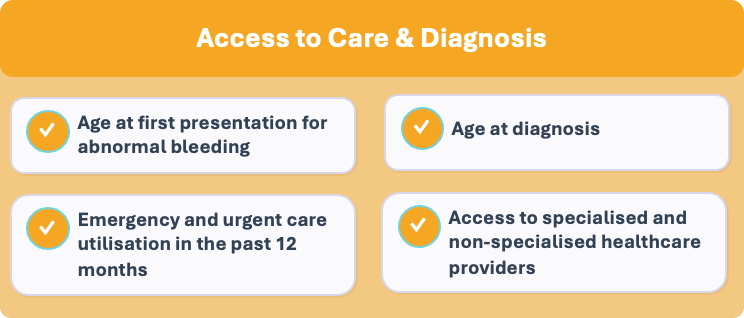 Access to Care & Diagnosis
Age at first presentation for
abnormal bleeding
Age at diagnosis
Emergency and urgent care
utilisation in the past 12
months
Access to specialised and
non-specialised healthcare
providers